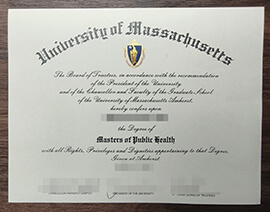 University of Massachusetts
The Board of Trustees, in accordance with the recommendation
of the President of the University
and of the Chancellor and Faculty of the Graduate School
of the University of Massachusetts Amherst,
hereby confers upon
the Degree of
Masters of Public Health
with all Rights, Privileges and Dignities appertaining to that Degree.
Given at Amherst